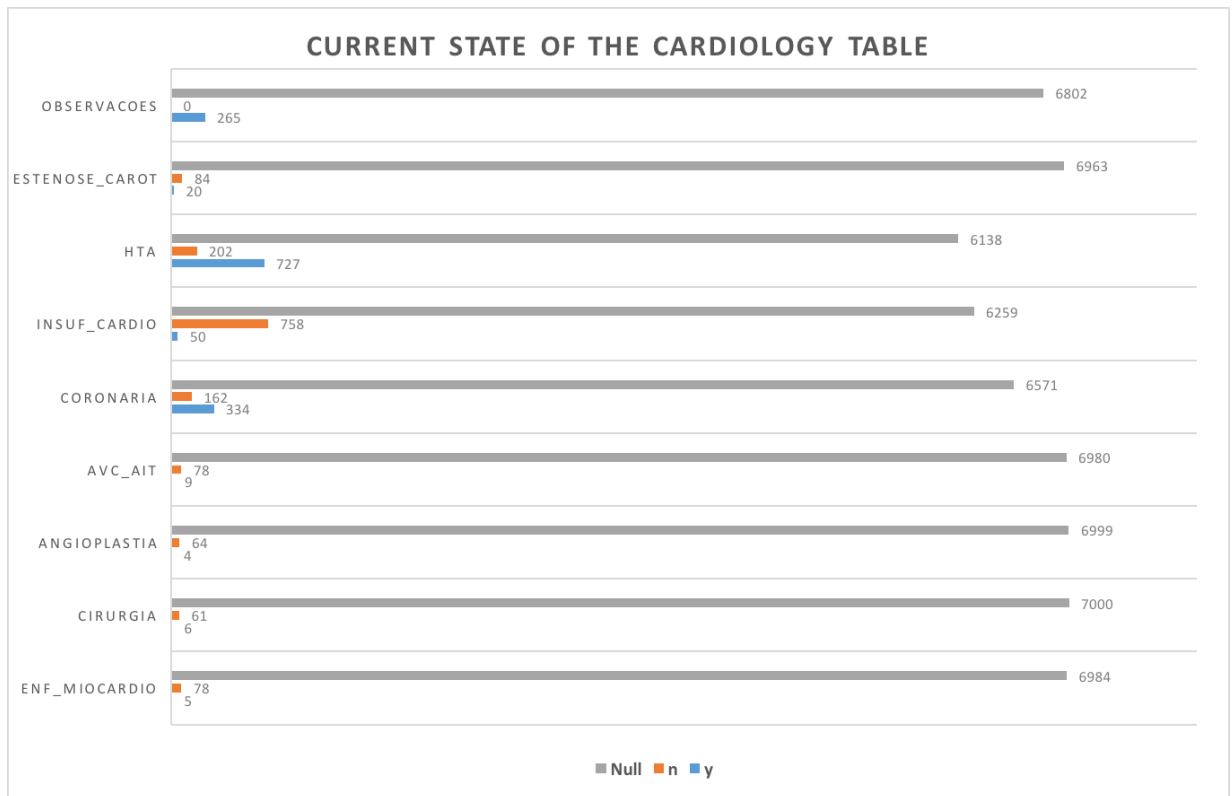 CURRENT STATE OF THE CARDIOLOGY TABLE
OBSERVACOES
6802
0
265
ESTENOSE_CAROT
6963
84
20
HTA
6138
202
727
INSUF_CARDIO
6259
758
50
CORONARIA
6571
162
334
AVC_AIT
6980
78
9
ANGIOPLASTIA
6999
64
4
CIRURGIA
7000
61
6
ENF_MIOCARDIO
6984
78
5
Null n y